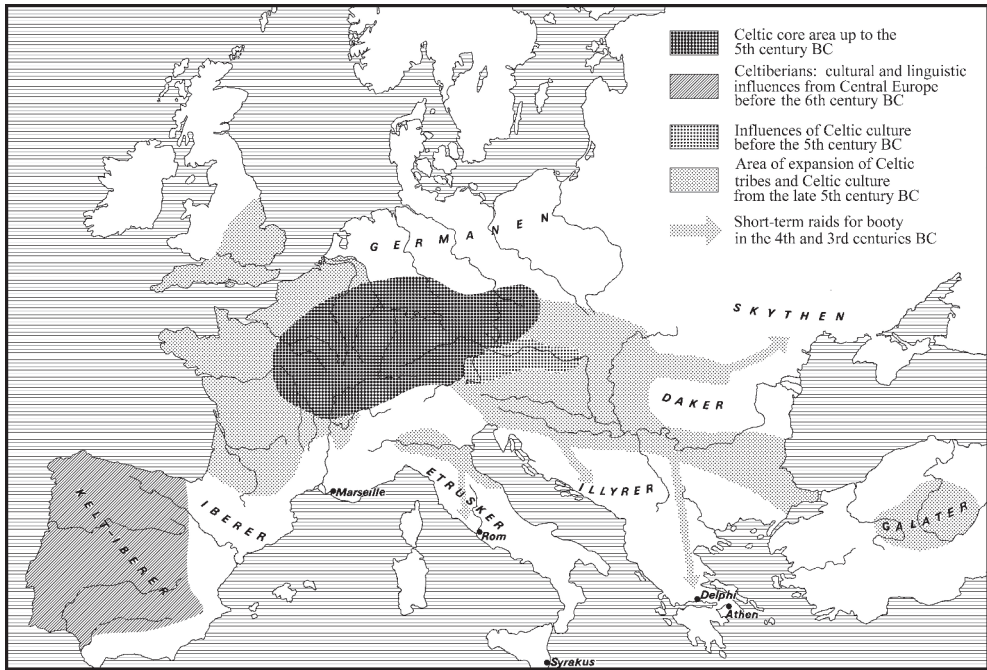 Celtic core area up to the
5th century BC
Celtiberians: cultural and linguistic
influences from Central Europe
before the 6th century BC
Influences of Celtic culture
before the 5th century BC
Area of expansion of Celtic
tribes and Celtic culture
from the late 5th century BC
Short-term raids for booty
in the 4th and 3rd centuries BC
GERMANEN
SKYTHEN
DAKER
ILLYRER
ETRUSKER
Marseille
Rom
IBERER
KELT-IBERER
GALATER
Delphi
Athen
Syrakus